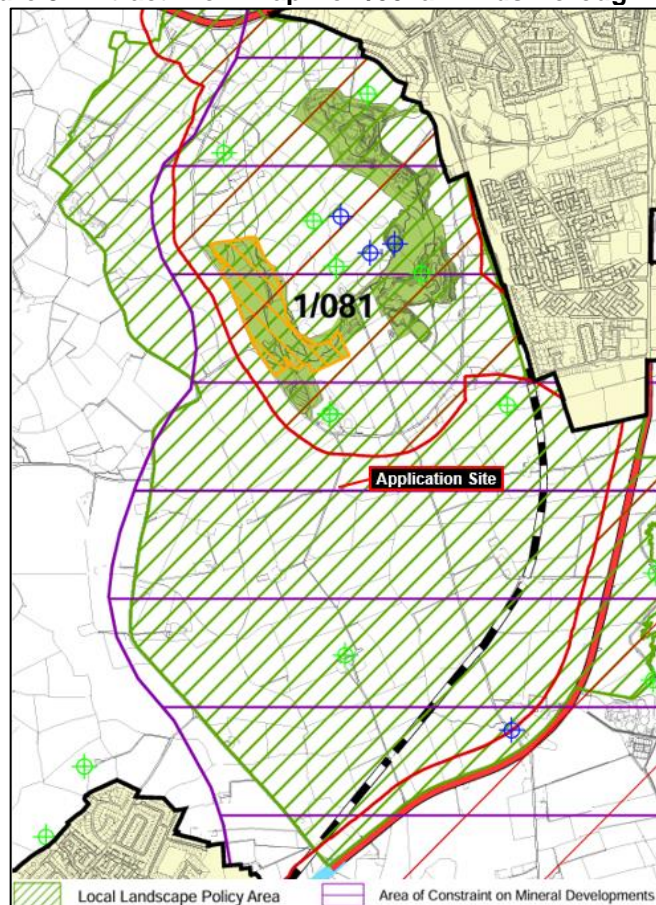 1/081
Application Site
Local Landscape Policy Area
Area of Constraint on Mineral Developments